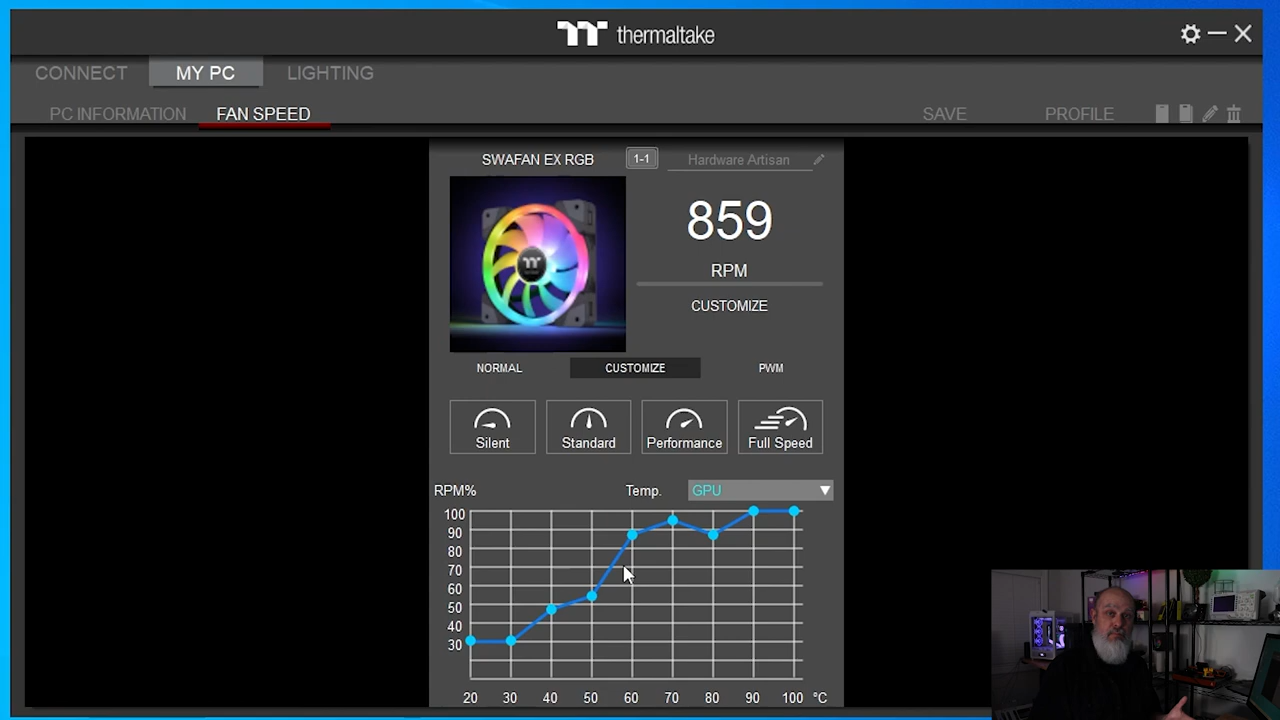 thermaltake
CONNECT MY PC LIGHTING
PC INFORMATION FAN SPEED SAVE PROFILE
SWAFAN EX RGB 1-1 Hardware Artisan
859
RPM
CUSTOMIZE
NORMAL CUSTOMIZE PWM
Silent Standard Performance Full Speed
RPM% Temp. GPU
100
90
80
70
60
50
40
30
20 30 40 50 60 70 80 90 100 °C